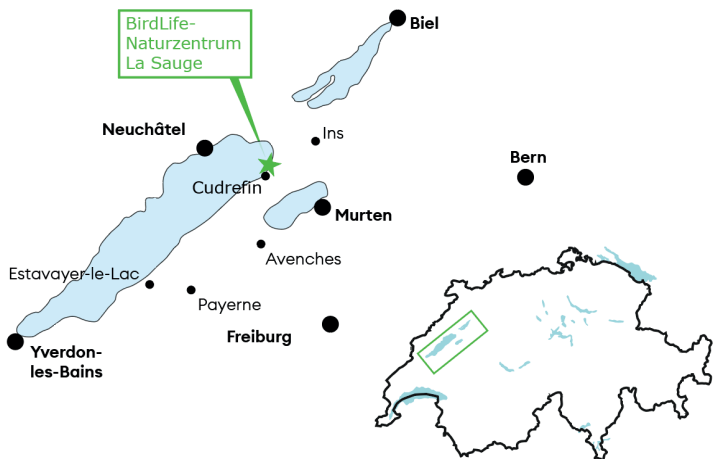 BirdLife-
Naturzentrum
La Sauge
Biel
Neuchâtel
Ins
Bern
Cudrefin
Murten
Avenches
Estavayer-le-Lac
Payerne
Freiburg
Yverdon-
les-Bains